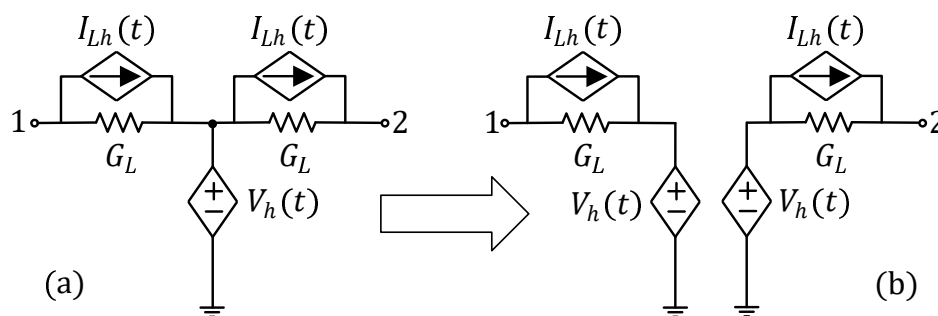 I_{Lh}(t) I_{Lh}(t) I_{Lh}(t) I_{Lh}(t)
1 2 1 2
G_L G_L G_L G_L
+ V_h(t) V_h(t) + + V_h(t)
− − −
(a) (b)